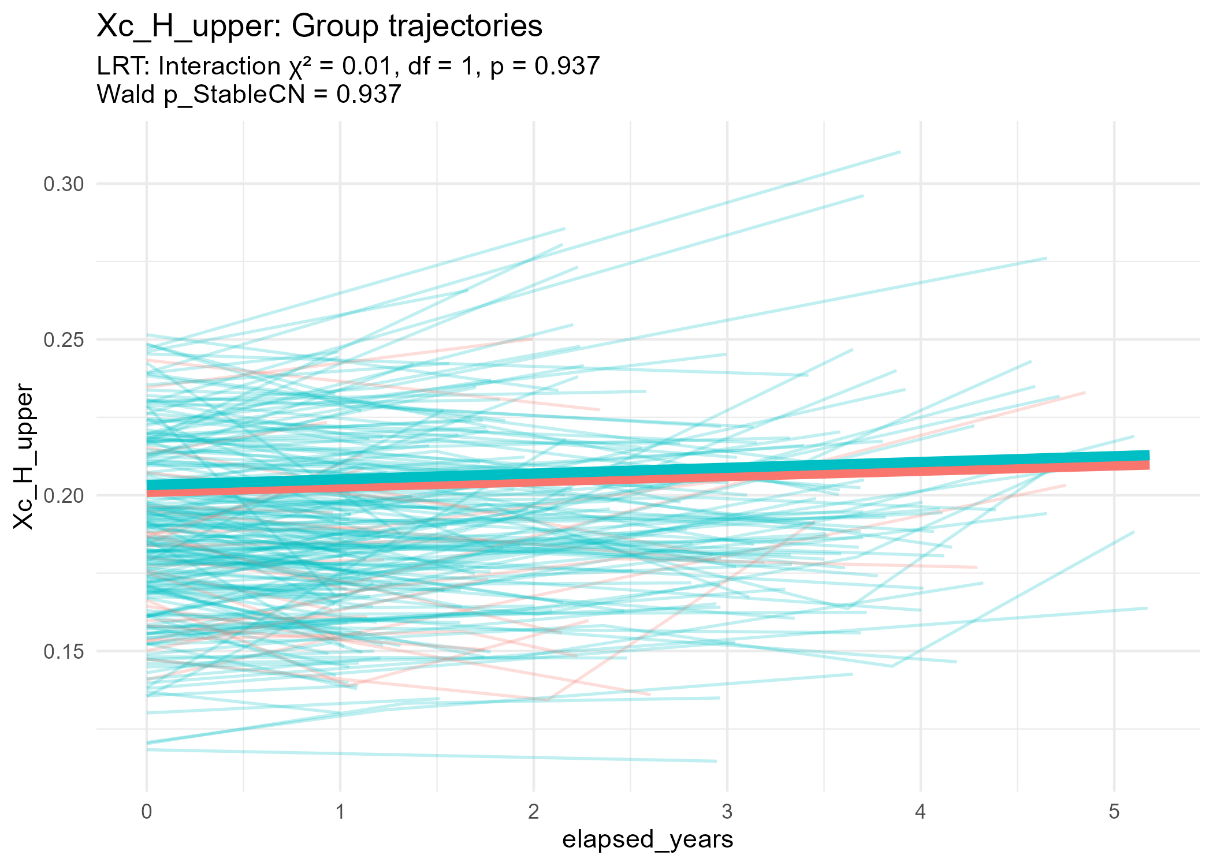 Xc_H_upper: Group trajectories
LRT: Interaction χ² = 0.01, df = 1, p = 0.937
Wald p_StableCN = 0.937
Xc_H_upper
0.30
0.25
0.20
0.15
0 1 2 3 4 5
elapsed_years